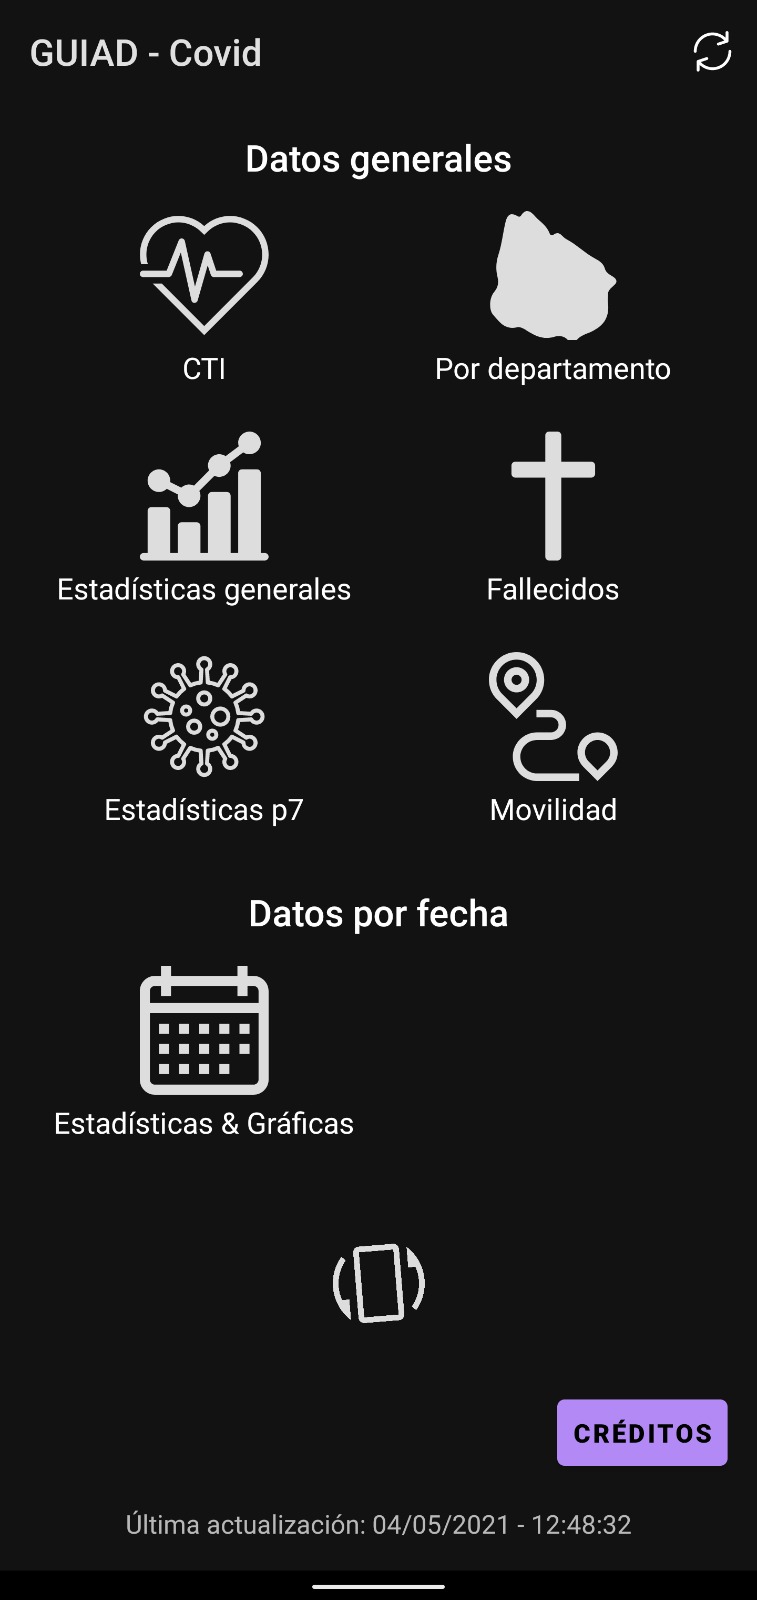 GUIAD - Covid
Datos generales
CTI
Por departamento
Estadísticas generales
Fallecidos
Estadísticas p7
Movilidad
Datos por fecha
Estadísticas & Gráficas
CRÉDITOS
Última actualización: 04/05/2021 - 12:48:32